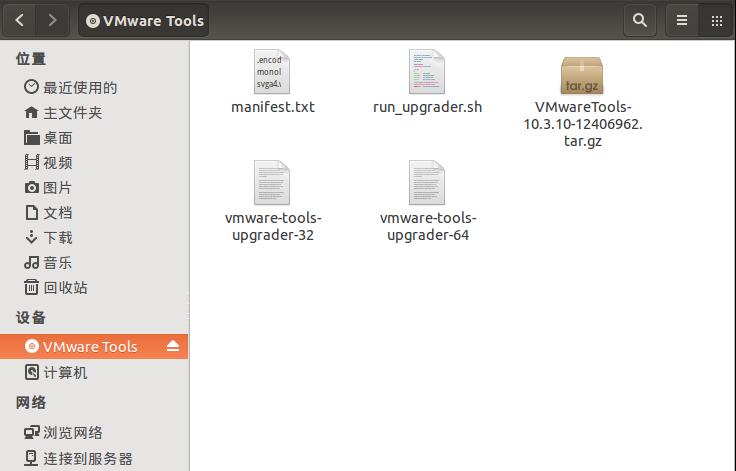 VMware Tools
位置
最近使用的
主文件夹
桌面
视频
图片
文档
下载
音乐
回收站
设备
VMware Tools
计算机
网络
浏览网络
连接到服务器
.encod
monol
svga4.\
manifest.txt
run_upgrader.sh
tar.gz
VMwareTools-
10.3.10-12406962.
tar.gz
vmware-tools-
upgrader-32
vmware-tools-
upgrader-64